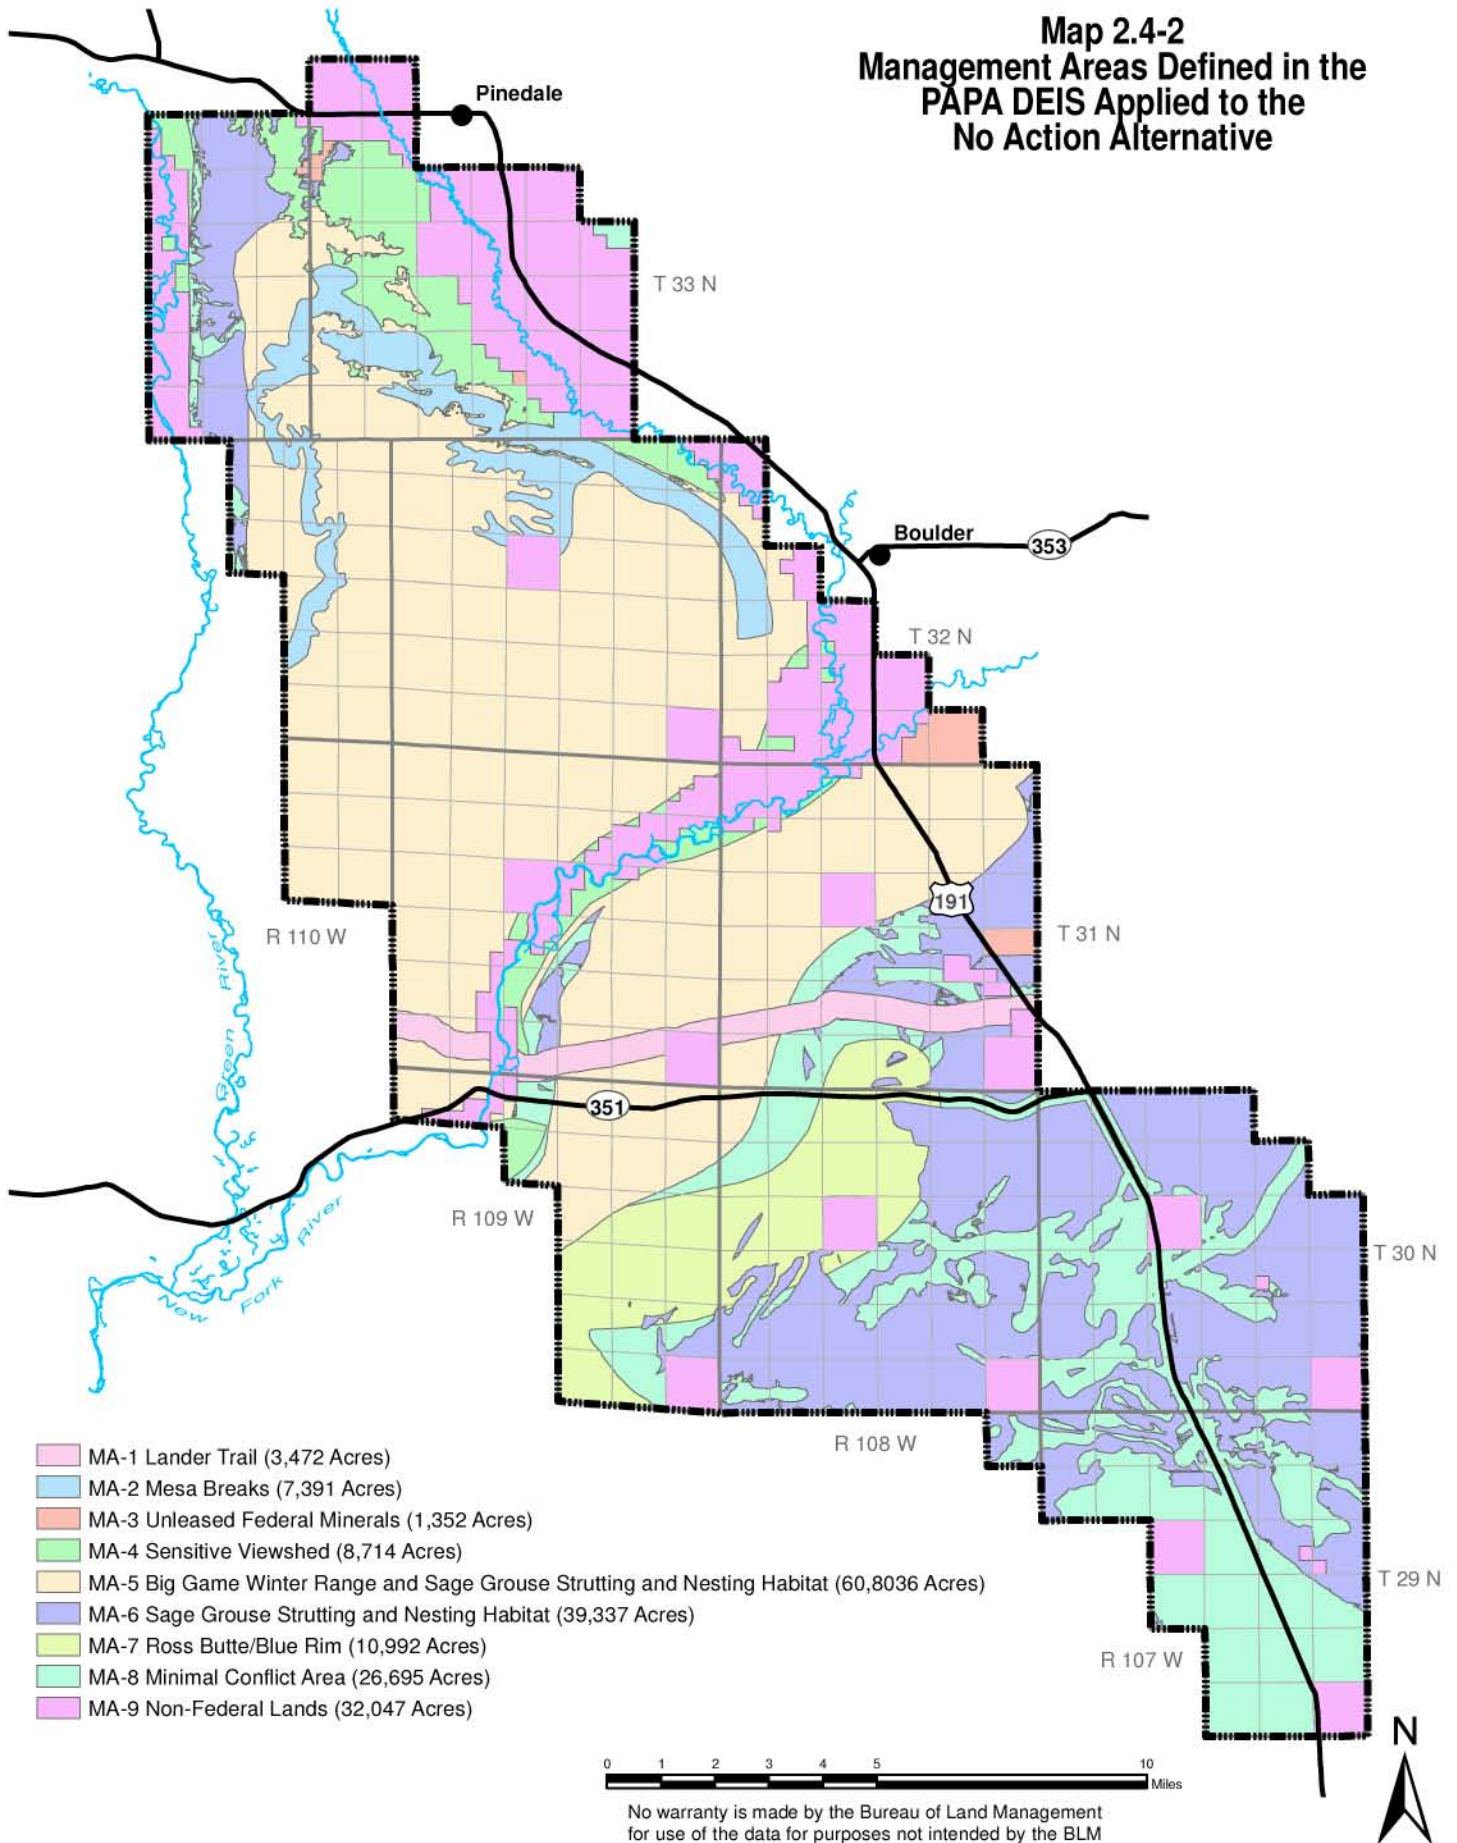 Map 2.4-2
Management Areas Defined in the
PAPA DEIS Applied to the
No Action Alternative
Pinedale
T 33 N
Boulder
353
T 32 N
191
R 110 W
T 31 N
Green River
351
R 109 W
New Fork River
T 30 N
R 108 W
MA-1 Lander Trail (3,472 Acres)
MA-2 Mesa Breaks (7,391 Acres)
MA-3 Unleased Federal Minerals (1,352 Acres)
MA-4 Sensitive Viewshed (8,714 Acres)
MA-5 Big Game Winter Range and Sage Grouse Strutting and Nesting Habitat (60,8036 Acres)
MA-6 Sage Grouse Strutting and Nesting Habitat (39,337 Acres)
MA-7 Ross Butte/Blue Rim (10,992 Acres)
MA-8 Minimal Conflict Area (26,695 Acres)
MA-9 Non-Federal Lands (32,047 Acres)
T 29 N
R 107 W
N
0 1 2 3 4 5 10
Miles
No warranty is made by the Bureau of Land Management
for use of the data for purposes not intended by the BLM